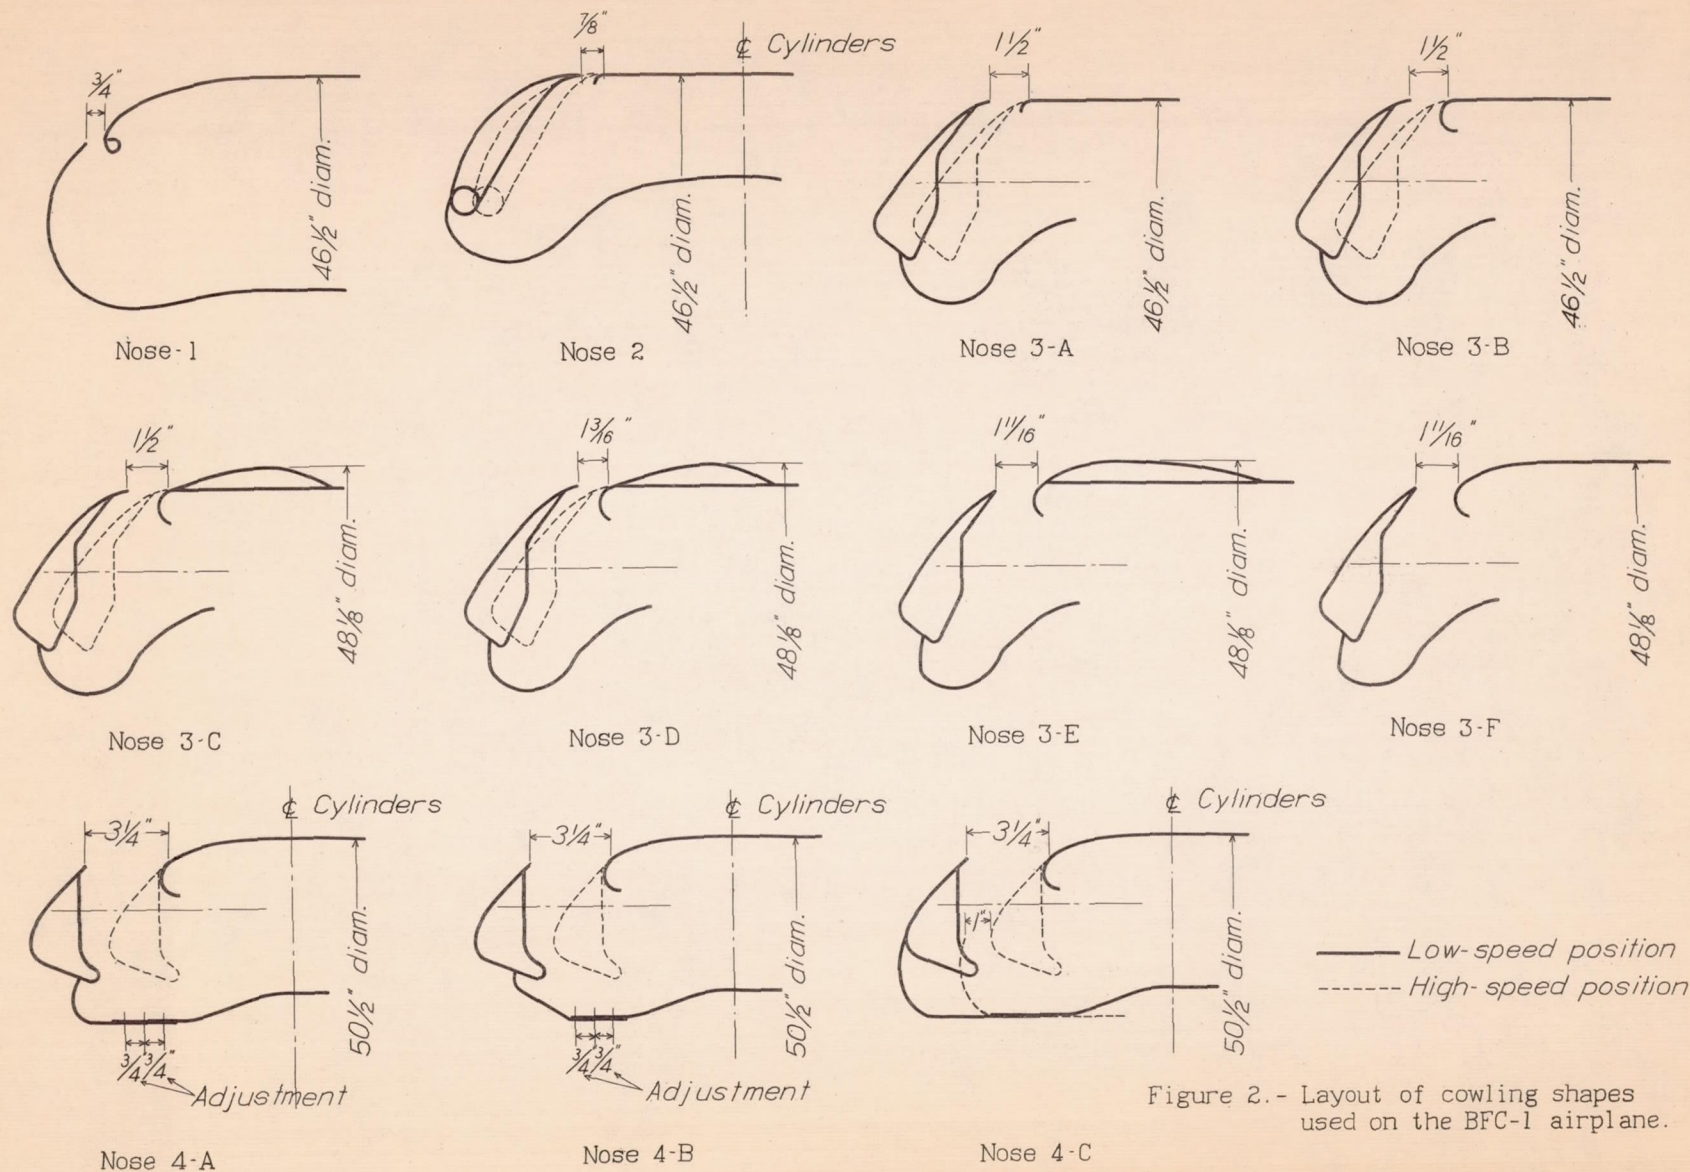 3/4"
46 1/2" diam.
Nose-1
7/8"
℄ Cylinders
46 1/2" diam.
Nose 2
1 1/2"
46 1/2" diam.
Nose 3-A
1 1/2"
46 1/2" diam.
Nose 3-B
1 1/2"
48 1/8" diam.
Nose 3-C
1 3/16"
48 1/8" diam.
Nose 3-D
1 11/16"
48 1/8" diam.
Nose 3-E
1 11/16"
48 1/8" diam.
Nose 3-F
℄ Cylinders
3 1/4"
50 1/2" diam.
3/4 3/4"
Adjustment
Nose 4-A
℄ Cylinders
3 1/4"
50 1/2" diam.
3/4 3/4"
Adjustment
Nose 4-B
℄ Cylinders
3 1/4"
1"
50 1/2" diam.
Nose 4-C
Low-speed position
High-speed position
Figure 2.- Layout of cowling shapes
used on the BFC-1 airplane.